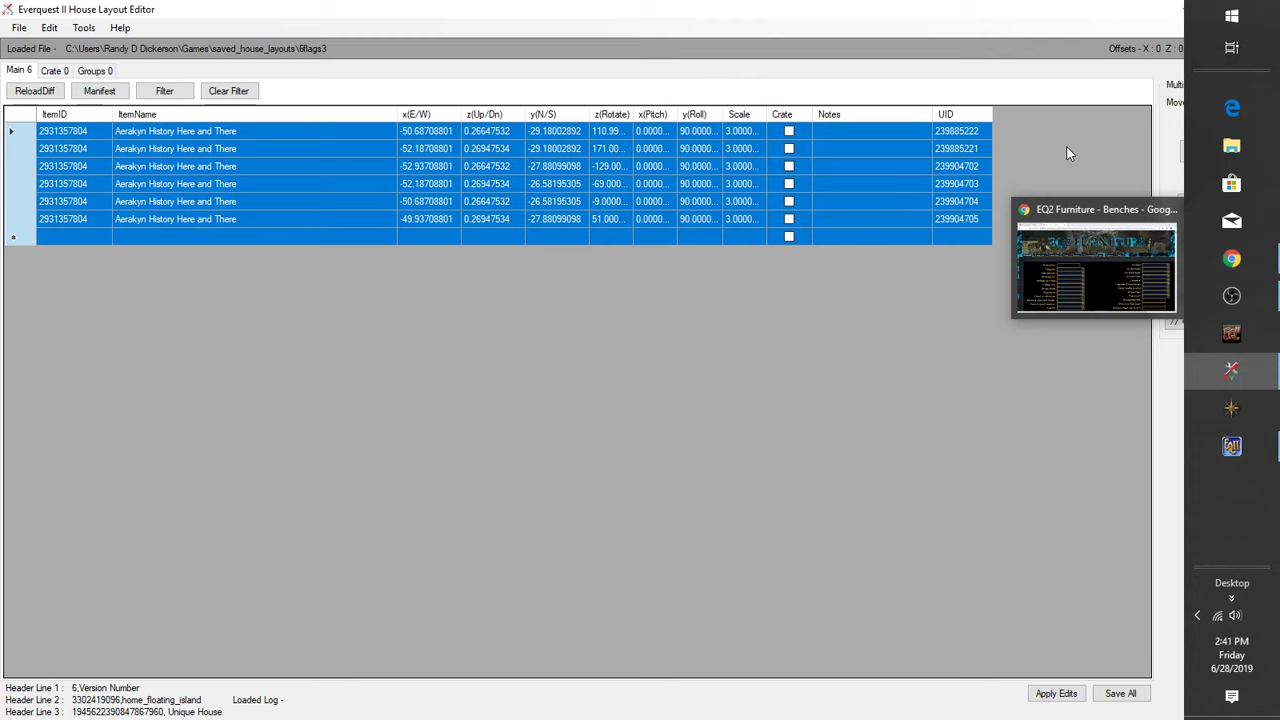 Everquest II House Layout Editor
File Edit Tools Help
Loaded File - C:\Users\Randy D Dickerson\Games\saved_house_layouts\6flags3 Offsets - X : 0 Z : 0
Main 6 Crate 0 Groups 0
Multi
ReloadDiff Manifest Filter Clear Filter
Move
ItemID ItemName x(E/W) z(Up/Dn) y(N/S) z(Rotate) x(Pitch) y(Roll) Scale Crate Notes UID
2931357804 Aerakyn History Here and There -50.68708801 0.26647532 -29.18002892 110.99... 0.0000... 90.0000... 3.0000... 239885222
2931357804 Aerakyn History Here and There -52.18708801 0.26947534 -29.18002892 171.00... 0.0000... 90.0000... 3.0000... 239885221
2931357804 Aerakyn History Here and There -52.93708801 0.26647532 -27.88099098 -129.00... 0.0000... 90.0000... 3.0000... 239904702
2931357804 Aerakyn History Here and There -52.18708801 0.26947534 -26.58195305 -69.000... 0.0000... 90.0000... 3.0000... 239904703
2931357804 Aerakyn History Here and There -50.68708801 0.26647532 -26.58195305 -9.0000... 0.0000... 90.0000... 3.0000... 239904704
2931357804 Aerakyn History Here and There -49.93708801 0.26947534 -27.88099098 51.000... 0.0000... 90.0000... 3.0000... 239904705
EQ2 Furniture - Benches - Goog...
EQ2 FURNITURE
Desktop
2:41 PM
Friday
6/28/2019
Header Line 1 : 6,Version Number
Header Line 2 : 3302419096,home_floating_island Loaded Log -
Header Line 3 : 1945622390847867960, Unique House
Apply Edits Save All